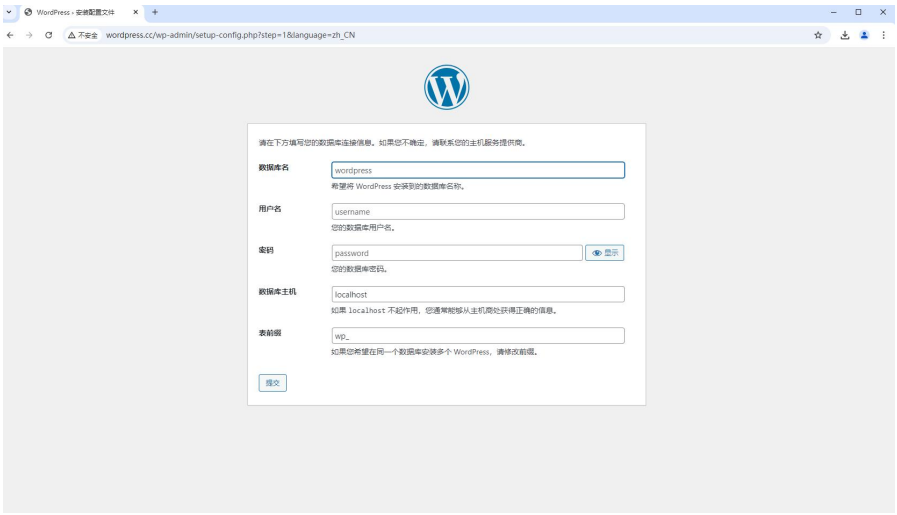 WordPress › 安装配置文件
不安全 wordpress.cc/wp-admin/setup-config.php?step=1&language=zh_CN
请在下方填写您的数据库连接信息。如果您不确定，请联系您的主机服务提供商。
数据库名
wordpress
希望将 WordPress 安装到的数据库名称。
用户名
username
您的数据库用户名。
密码
password
显示
您的数据库密码。
数据库主机
localhost
如果 localhost 不起作用，您通常能够从主机商处获得正确的信息。
表前缀
wp_
如果您希望在同一个数据库安装多个 WordPress，请修改前缀。
提交